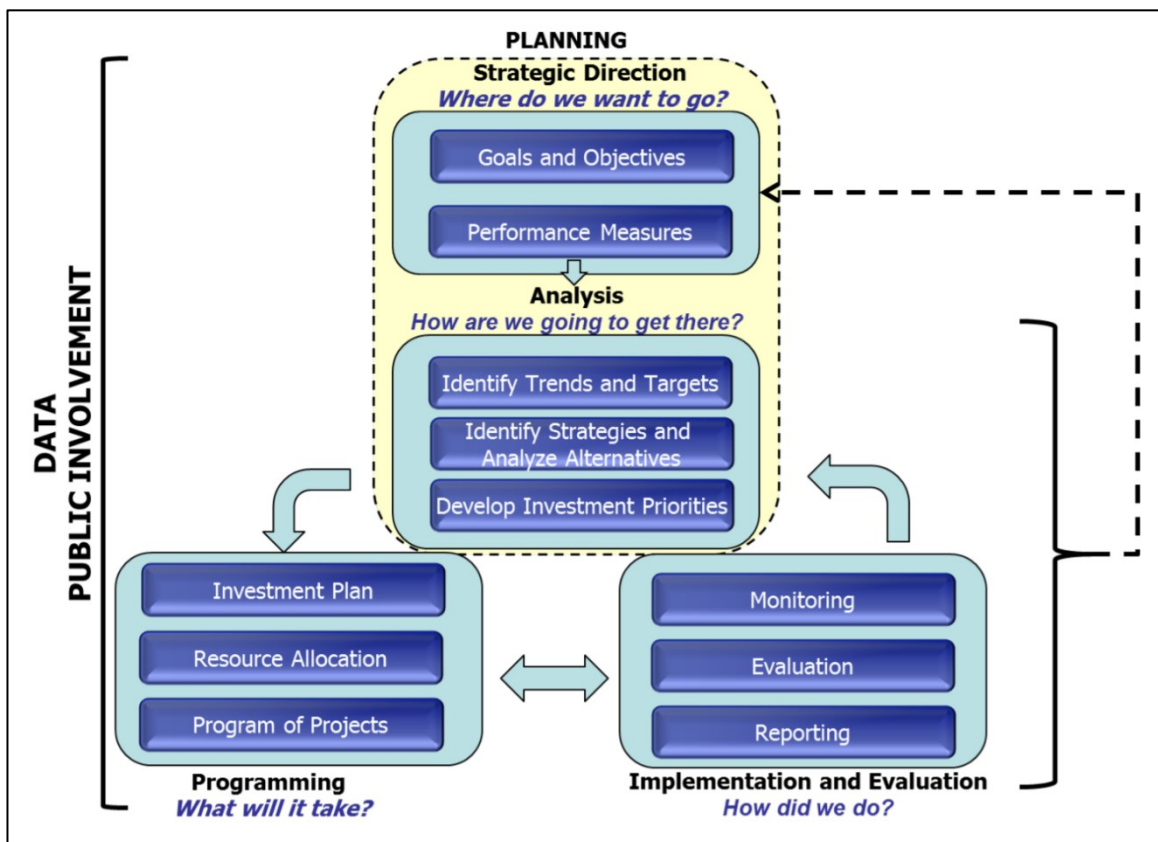 PLANNING
Strategic Direction
Where do we want to go?
Goals and Objectives
Performance Measures
Analysis
How are we going to get there?
Identify Trends and Targets
Identify Strategies and
Analyze Alternatives
Develop Investment Priorities
DATA
PUBLIC INVOLVEMENT
Investment Plan
Resource Allocation
Program of Projects
Programming
What will it take?
Monitoring
Evaluation
Reporting
Implementation and Evaluation
How did we do?